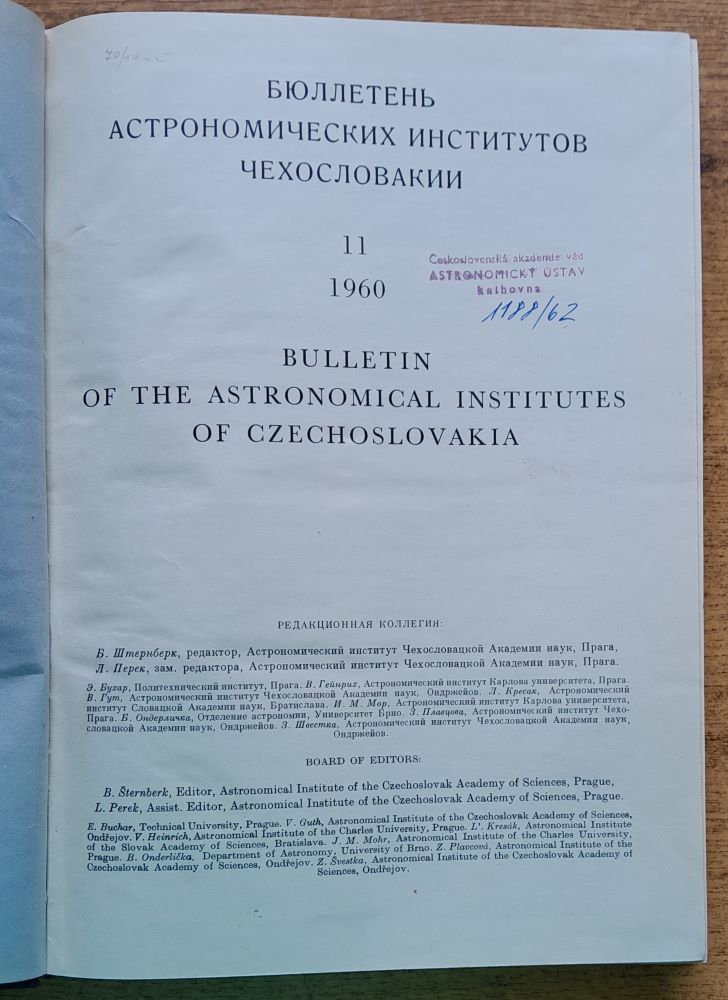 БЮЛЛЕТЕНЬ
АСТРОНОМИЧЕСКИХ ИНСТИТУТОВ
ЧЕХОСЛОВАКИИ
11
1960
Československá akademie věd
ASTRONOMICKÝ ÚSTAV
knihovna
1188/62
BULLETIN
OF THE ASTRONOMICAL INSTITUTES
OF CZECHOSLOVAKIA
РЕДАКЦИОННАЯ КОЛЛЕГИЯ:
Б. Штернберк, редактор, Астрономический институт Чехословацкой Академии наук, Прага,
Л. Перек, зам. редактора, Астрономический институт Чехословацкой Академии наук, Прага.
Э. Бухар, Политехнический институт, Прага. В. Гейнрих, Астрономический институт Карлова университета, Прага.
В. Гут, Астрономический институт Чехословацкой Академии наук, Ондржейов. Л. Кресак, Астрономический
институт Словацкой Академии наук, Братислава. И. М. Мор, Астрономический институт Карлова университета,
Прага. Б. Ондерличка, Отделение астрономии, Университет Брно. З. Плавцова, Астрономический институт Чехо-
словацкой Академии наук, Ондржейов. З. Швестка, Астрономический институт Чехословацкой Академии наук,
Ондржейов.
BOARD OF EDITORS:
B. Šternberk, Editor, Astronomical Institute of the Czechoslovak Academy of Sciences, Prague,
L. Perek, Assist. Editor, Astronomical Institute of the Czechoslovak Academy of Sciences, Prague.
E. Buchar, Technical University, Prague. V. Guth, Astronomical Institute of the Czechoslovak Academy of Sciences,
Ondřejov. V. Heinrich, Astronomical Institute of the Charles University, Prague. Ľ. Kresák, Astronomical Institute
of the Slovak Academy of Sciences, Bratislava. J. M. Mohr, Astronomical Institute of the Charles University,
Prague. B. Onderlička, Department of Astronomy, University of Brno. Z. Plavcová, Astronomical Institute of the
Czechoslovak Academy of Sciences, Ondřejov. Z. Švestka, Astronomical Institute of the Czechoslovak Academy of
Sciences, Ondřejov.